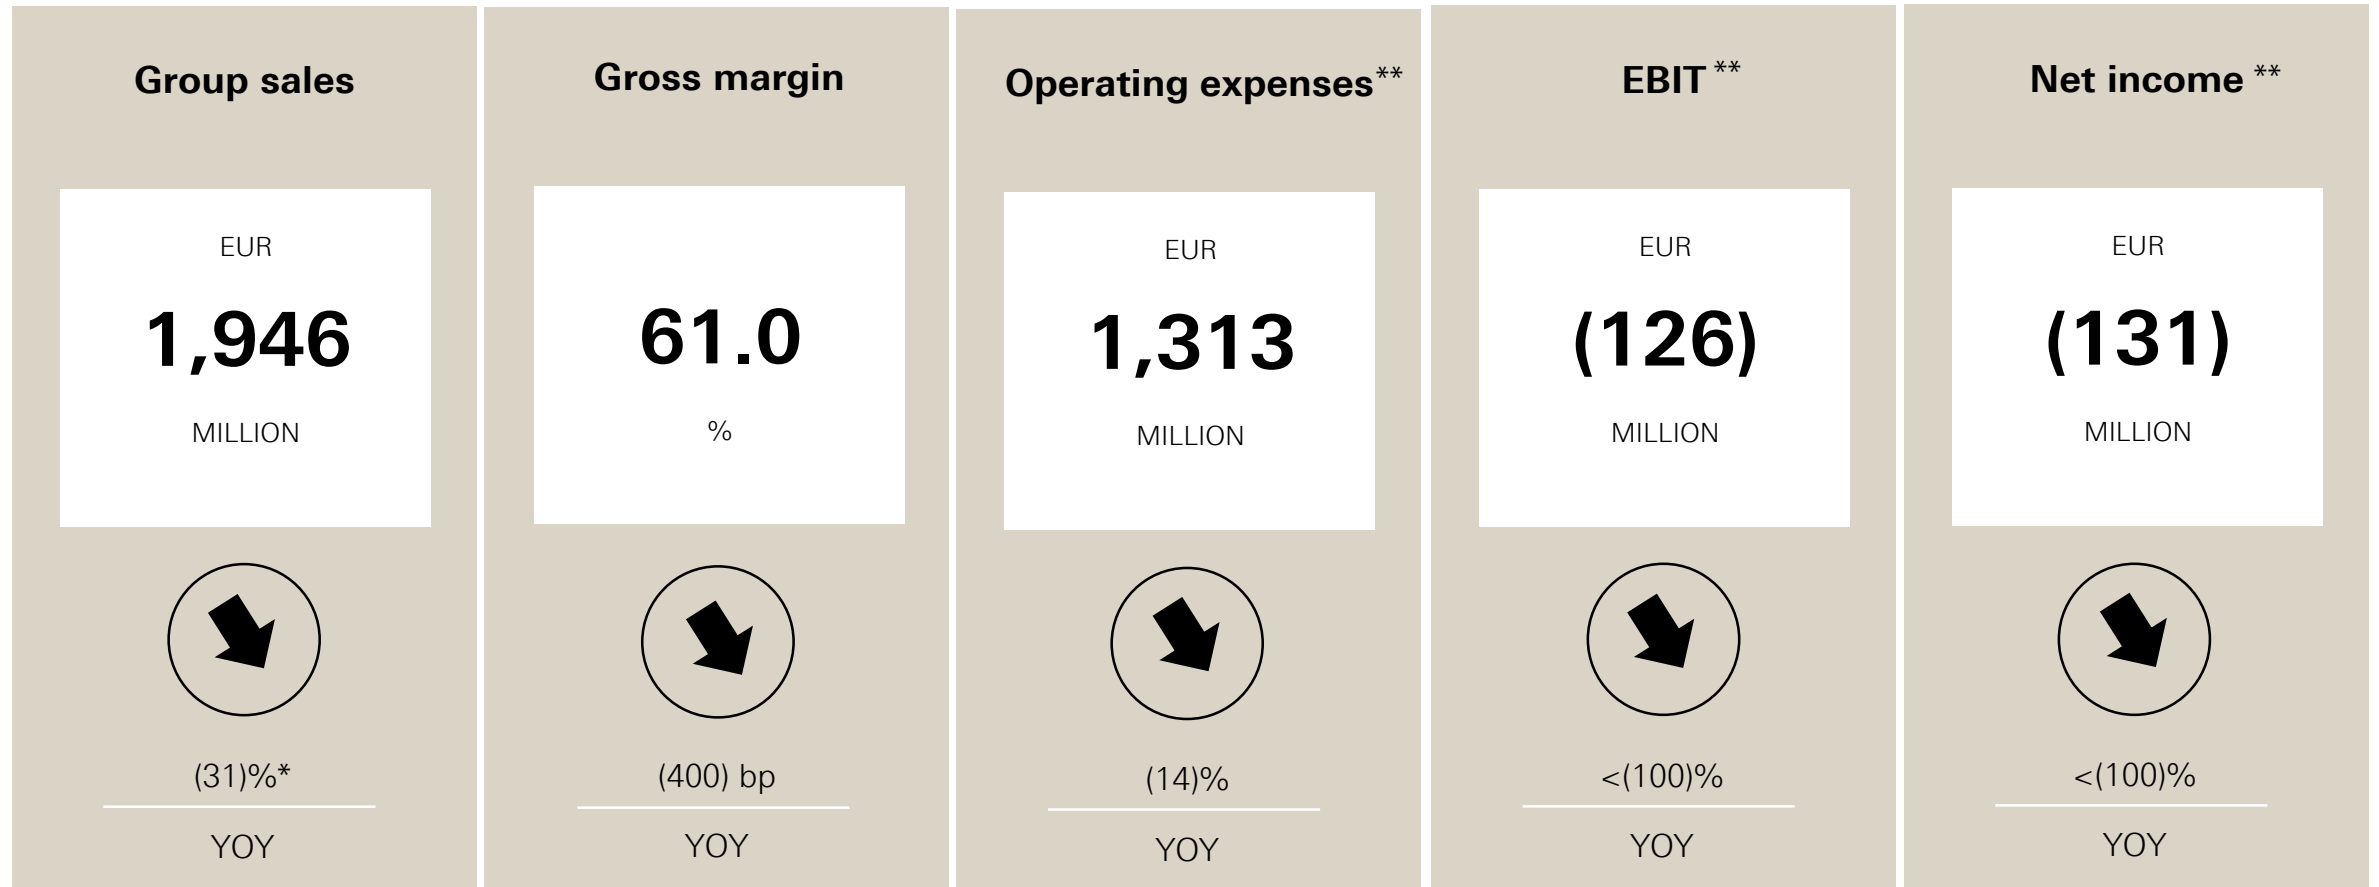 Group sales
EUR
1,946
MILLION
(31)%*
YOY
Gross margin
61.0
%
(400) bp
YOY
Operating expenses**
EUR
1,313
MILLION
(14)%
YOY
EBIT **
EUR
(126)
MILLION
<(100)%
YOY
Net income **
EUR
(131)
MILLION
<(100)%
YOY